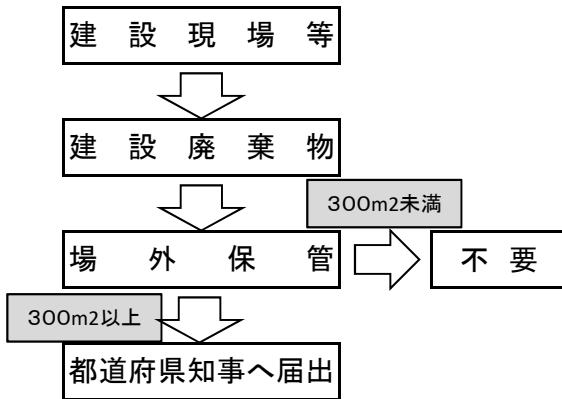 建設現場等
建設廃棄物
300m2未満
場外保管
不要
300m2以上
都道府県知事へ届出